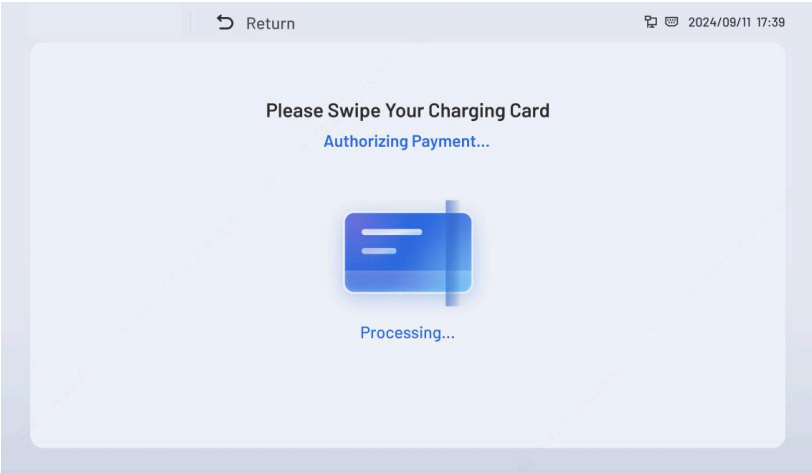 Return
2024/09/11 17:39
Please Swipe Your Charging Card
Authorizing Payment...
Processing...